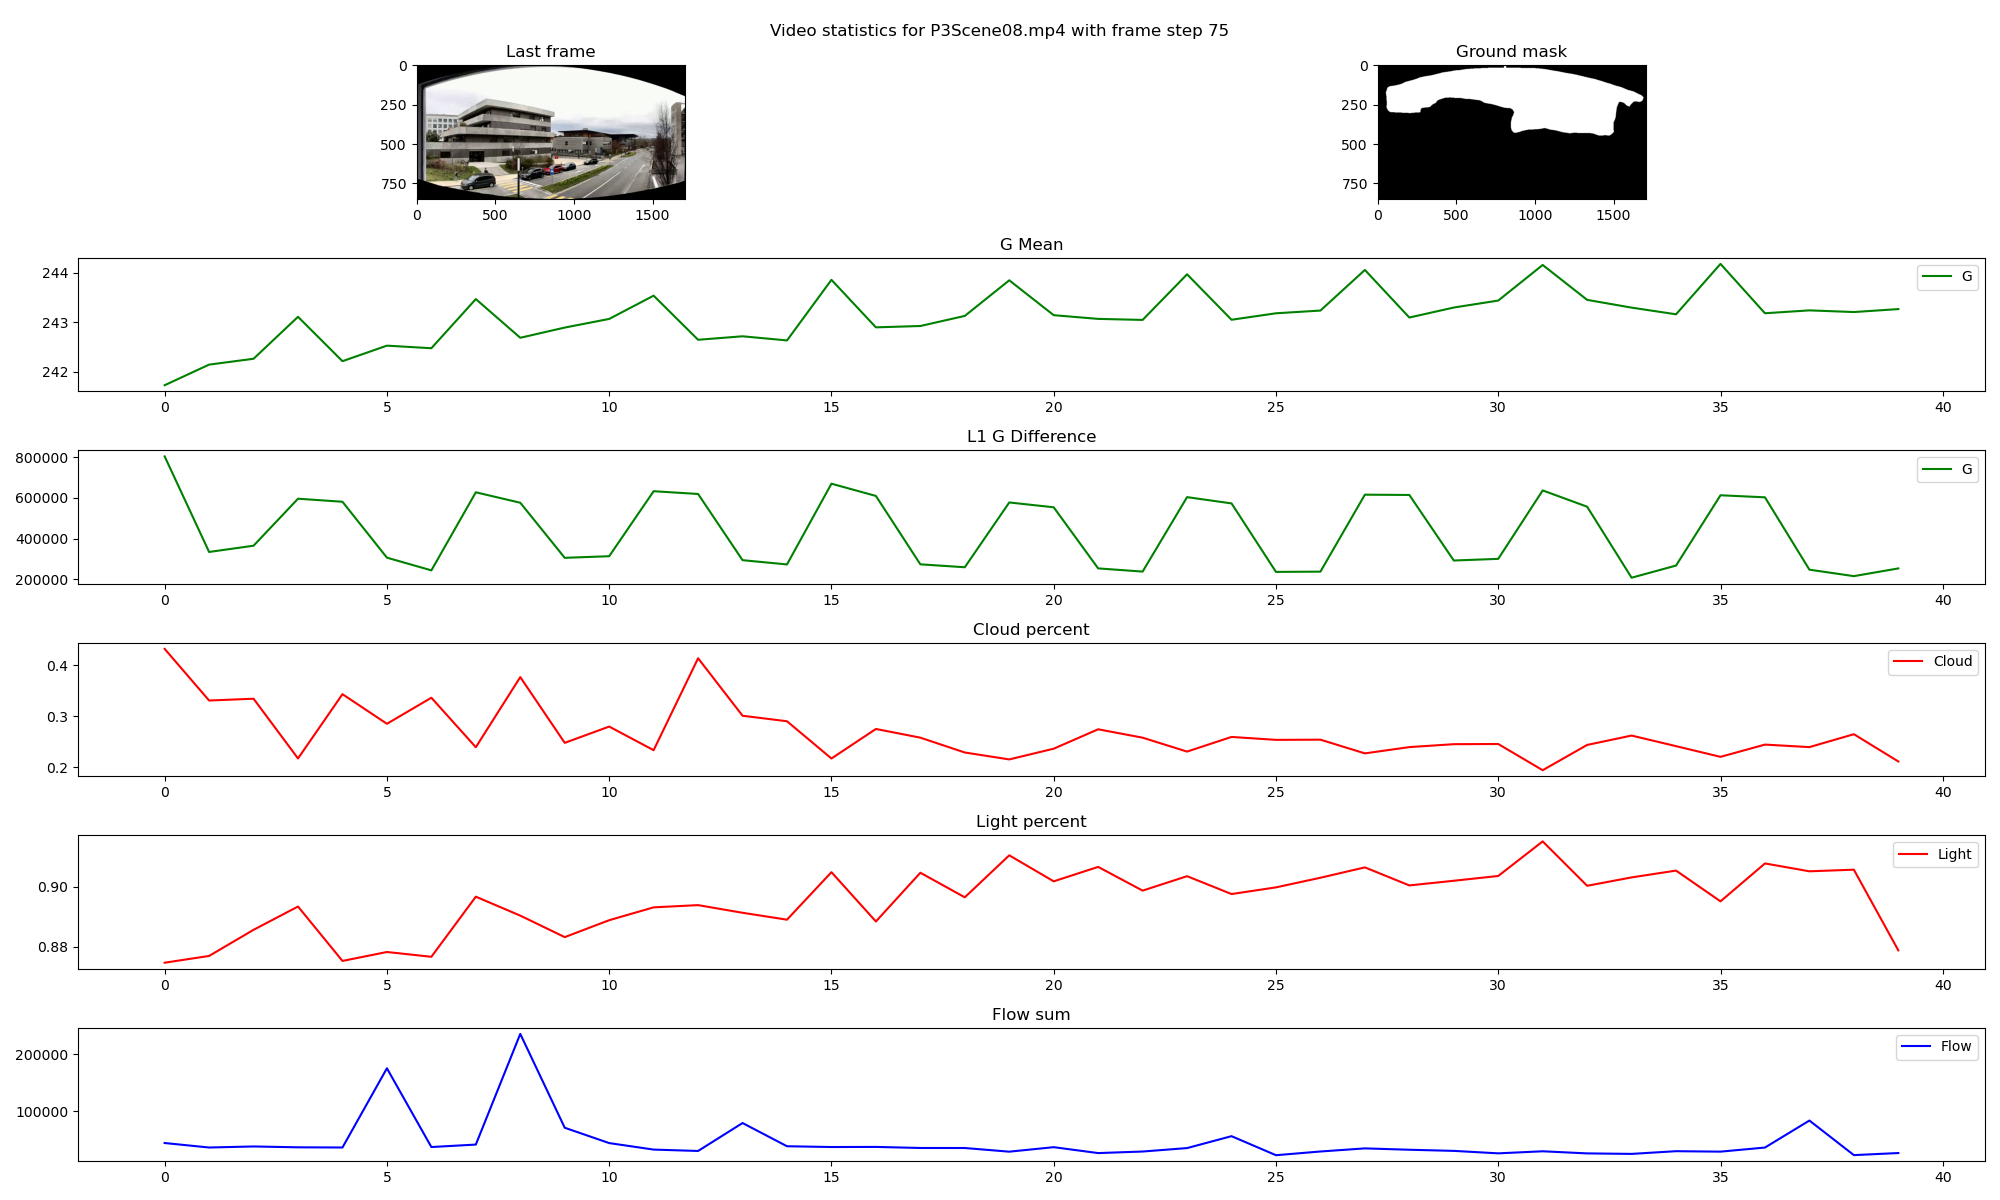 Video statistics for P3Scene08.mp4 with frame step 75
Last frame
Ground mask
0
250
500
750
0 500 1000 1500
0
250
500
750
0 500 1000 1500
G Mean
244
243
242
G
0 5 10 15 20 25 30 35 40
L1 G Difference
800000
600000
400000
200000
G
0 5 10 15 20 25 30 35 40
Cloud percent
0.4
0.3
0.2
Cloud
0 5 10 15 20 25 30 35 40
Light percent
0.90
0.88
Light
0 5 10 15 20 25 30 35 40
Flow sum
200000
100000
Flow
0 5 10 15 20 25 30 35 40